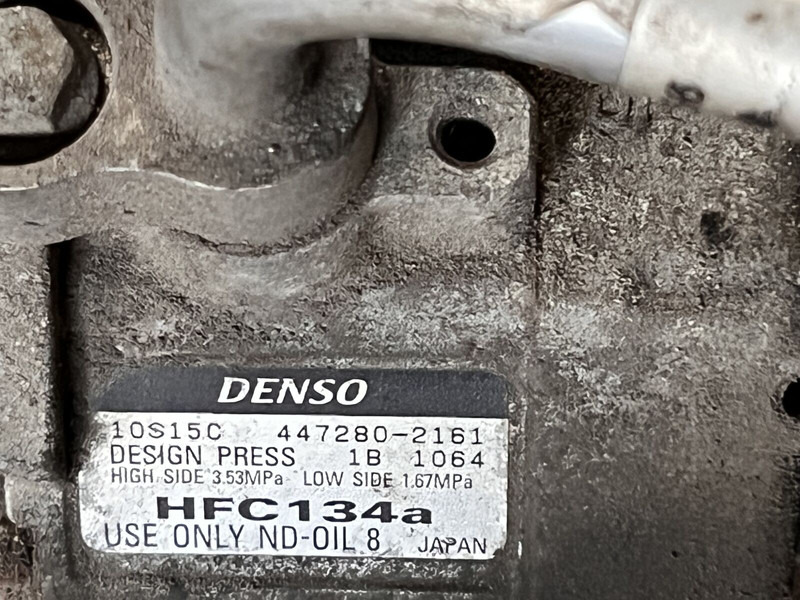 DENSO
10S15C 447280-2161
DESIGN PRESS 1B 1064
HIGH SIDE 3.53MPa LOW SIDE 1.67MPa
HFC134a
USE ONLY ND-OIL 8 JAPAN